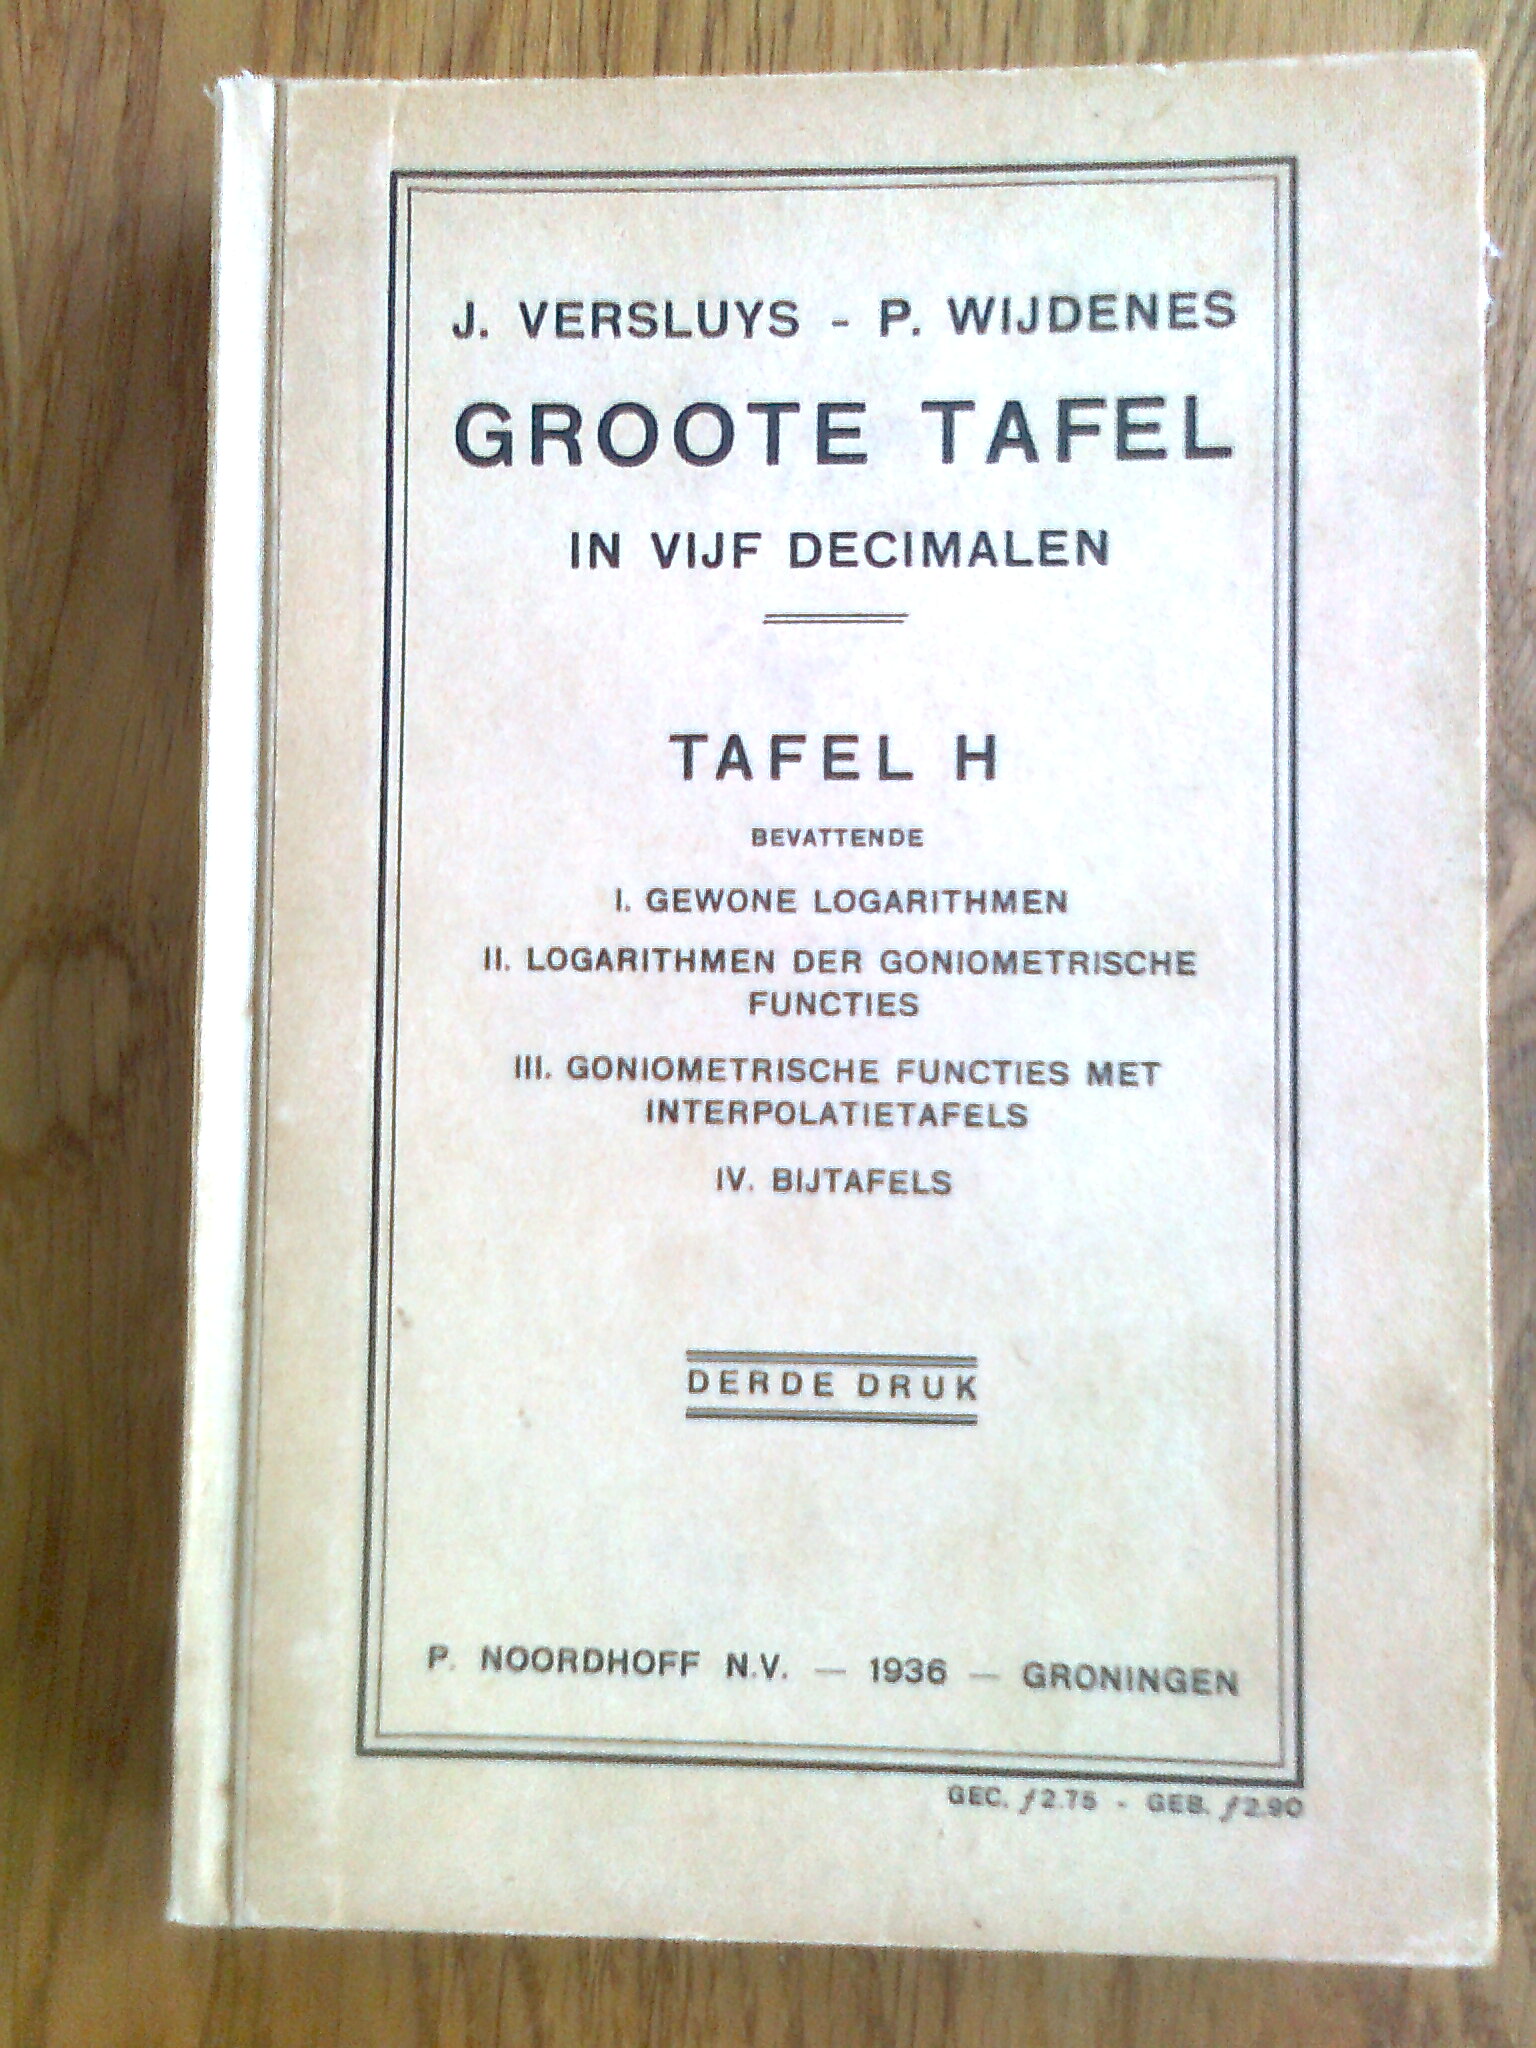 J. VERSLUYS - P. WIJDENES
GROOTE TAFEL
IN VIJF DECIMALEN
TAFEL H
BEVATTENDE
I. GEWONE LOGARITHMEN
II. LOGARITHMEN DER GONIOMETRISCHE
FUNCTIES
III. GONIOMETRISCHE FUNCTIES MET
INTERPOLATIETAFELS
IV. BIJTAFELS
DERDE DRUK
P. NOORDHOFF N.V. — 1936 — GRONINGEN
GEC. ƒ2.75 - GEB. ƒ2.90